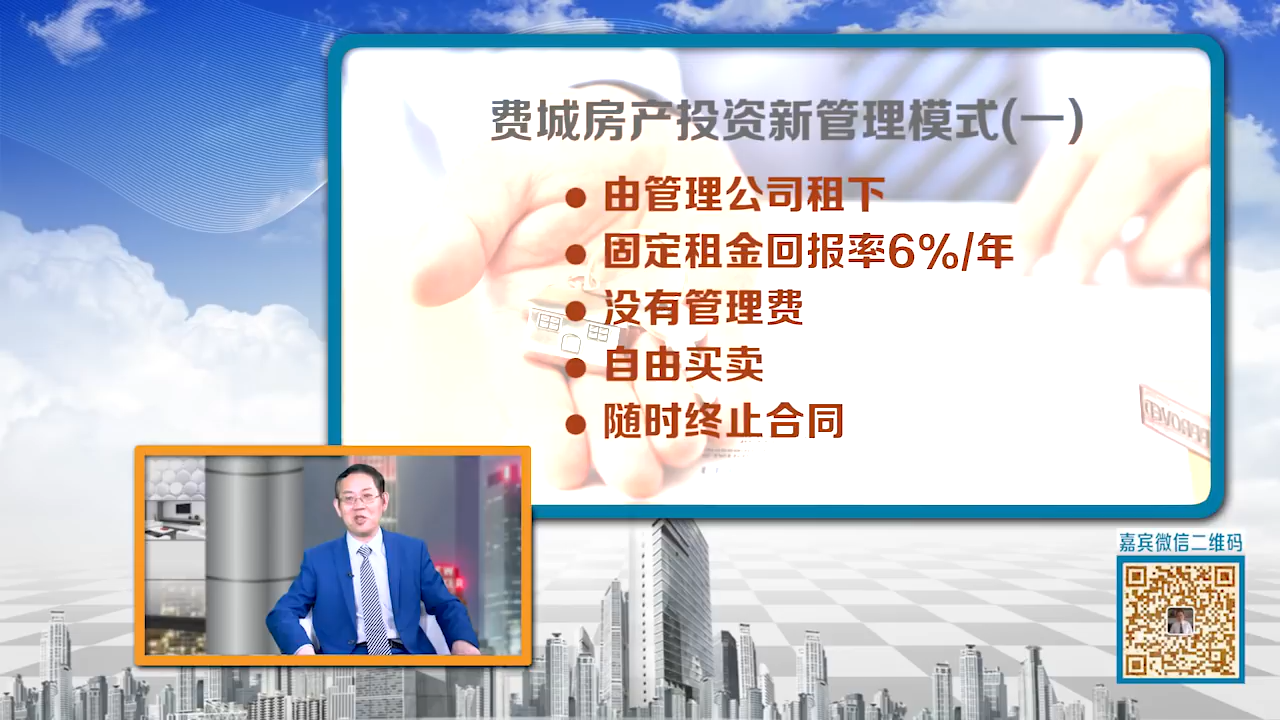 费城房产投资新管理模式(一)
● 由管理公司租下
● 固定租金回报率6%/年
● 没有管理费
● 自由买卖
● 随时终止合同
嘉宾微信二维码